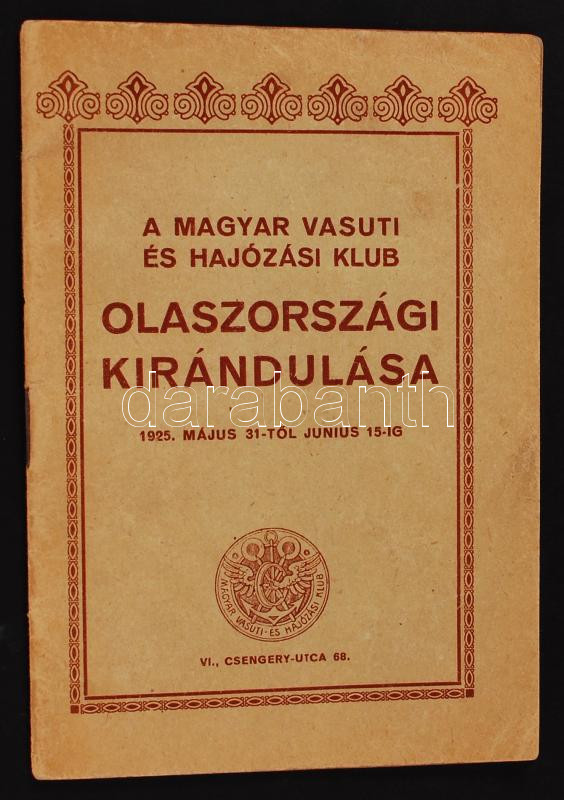 A MAGYAR VASUTI
ÉS HAJÓZÁSI KLUB
OLASZORSZÁGI
KIRÁNDULÁSA
darabanth
1925. MÁJUS 31-TŐL JUNIUS 15-IG
MAGYAR VASUTI- ÉS HAJÓZÁSI KLUB
VI., CSENGERY-UTCA 68.